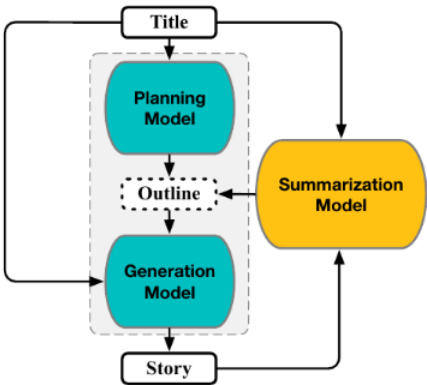 Title
Planning
Model
Outline
Summarization
Model
Generation
Model
Story